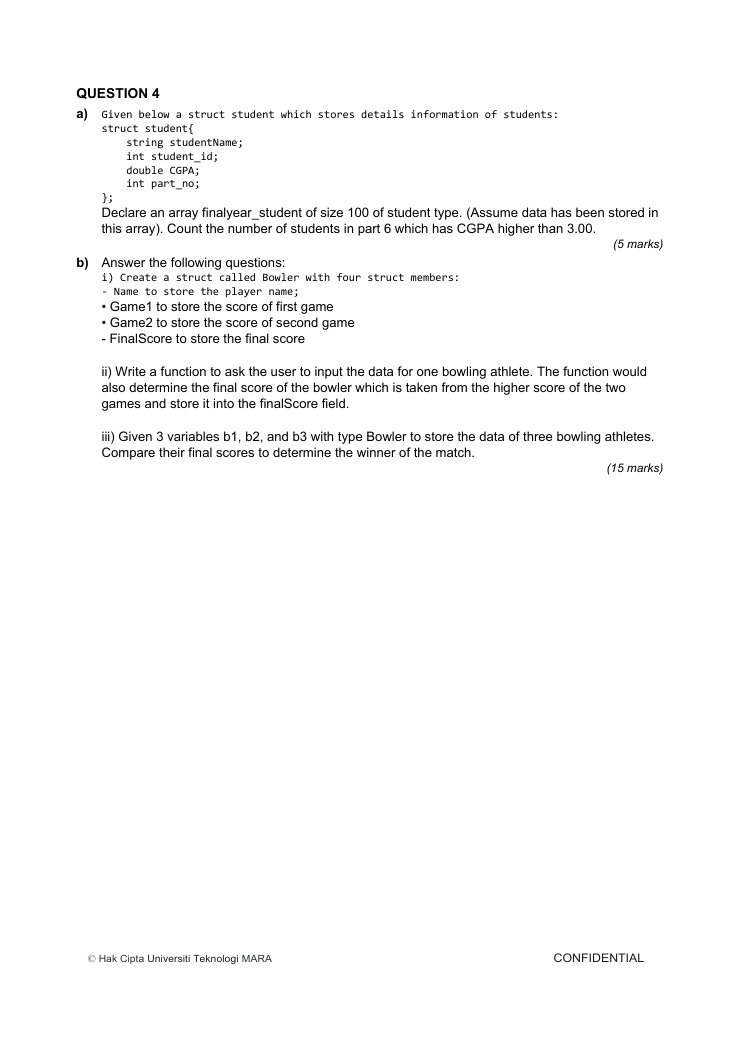 QUESTION 4
a) Given below a struct student which stores details information of students:
struct student{
string studentName;
int student_id;
double CGPA;
int part_no;
};
Declare an array finalyear_student of size 100 of student type. (Assume data has been stored in
this array). Count the number of students in part 6 which has CGPA higher than 3.00.
(5 marks)
b) Answer the following questions:
i) Create a struct called Bowler with four struct members:
- Name to store the player name;
• Game1 to store the score of first game
• Game2 to store the score of second game
- FinalScore to store the final score
ii) Write a function to ask the user to input the data for one bowling athlete. The function would
also determine the final score of the bowler which is taken from the higher score of the two
games and store it into the finalScore field.
iii) Given 3 variables b1, b2, and b3 with type Bowler to store the data of three bowling athletes.
Compare their final scores to determine the winner of the match.
(15 marks)
© Hak Cipta Universiti Teknologi MARA CONFIDENTIAL